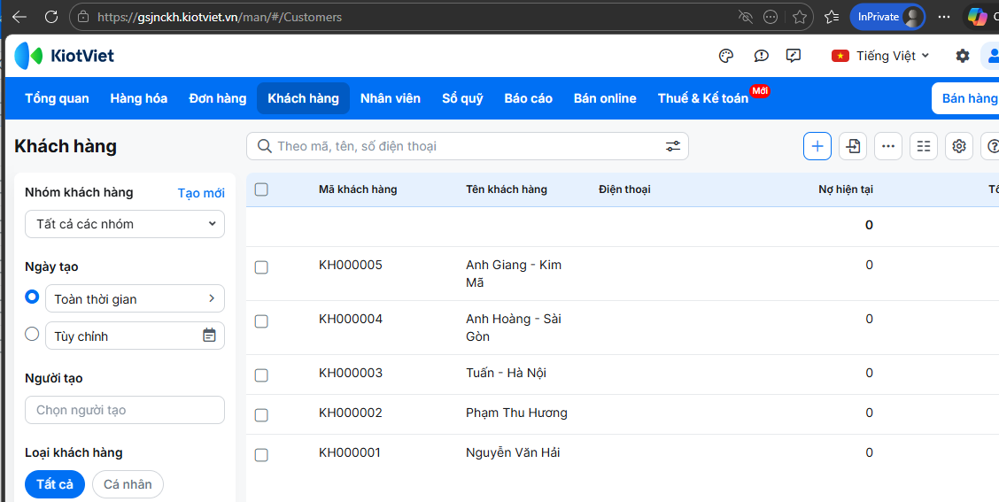 https://gsjnckh.kiotviet.vn/man/#/Customers
InPrivate
KiotViet
Tiếng Việt
Tổng quan Hàng hóa Đơn hàng Khách hàng Nhân viên Sổ quỹ Báo cáo Bán online Thuế & Kế toán Mới Bán hàng
Khách hàng
Theo mã, tên, số điện thoại
Nhóm khách hàng Tạo mới
Tất cả các nhóm
Ngày tạo
Toàn thời gian
Tùy chỉnh
Người tạo
Chọn người tạo
Loại khách hàng
Tất cả Cá nhân
Mã khách hàng Tên khách hàng Điện thoại Nợ hiện tại
0
KH000005 Anh Giang - Kim 0
Mã
KH000004 Anh Hoàng - Sài 0
Gòn
KH000003 Tuấn - Hà Nội 0
KH000002 Phạm Thu Hương 0
KH000001 Nguyễn Văn Hải 0